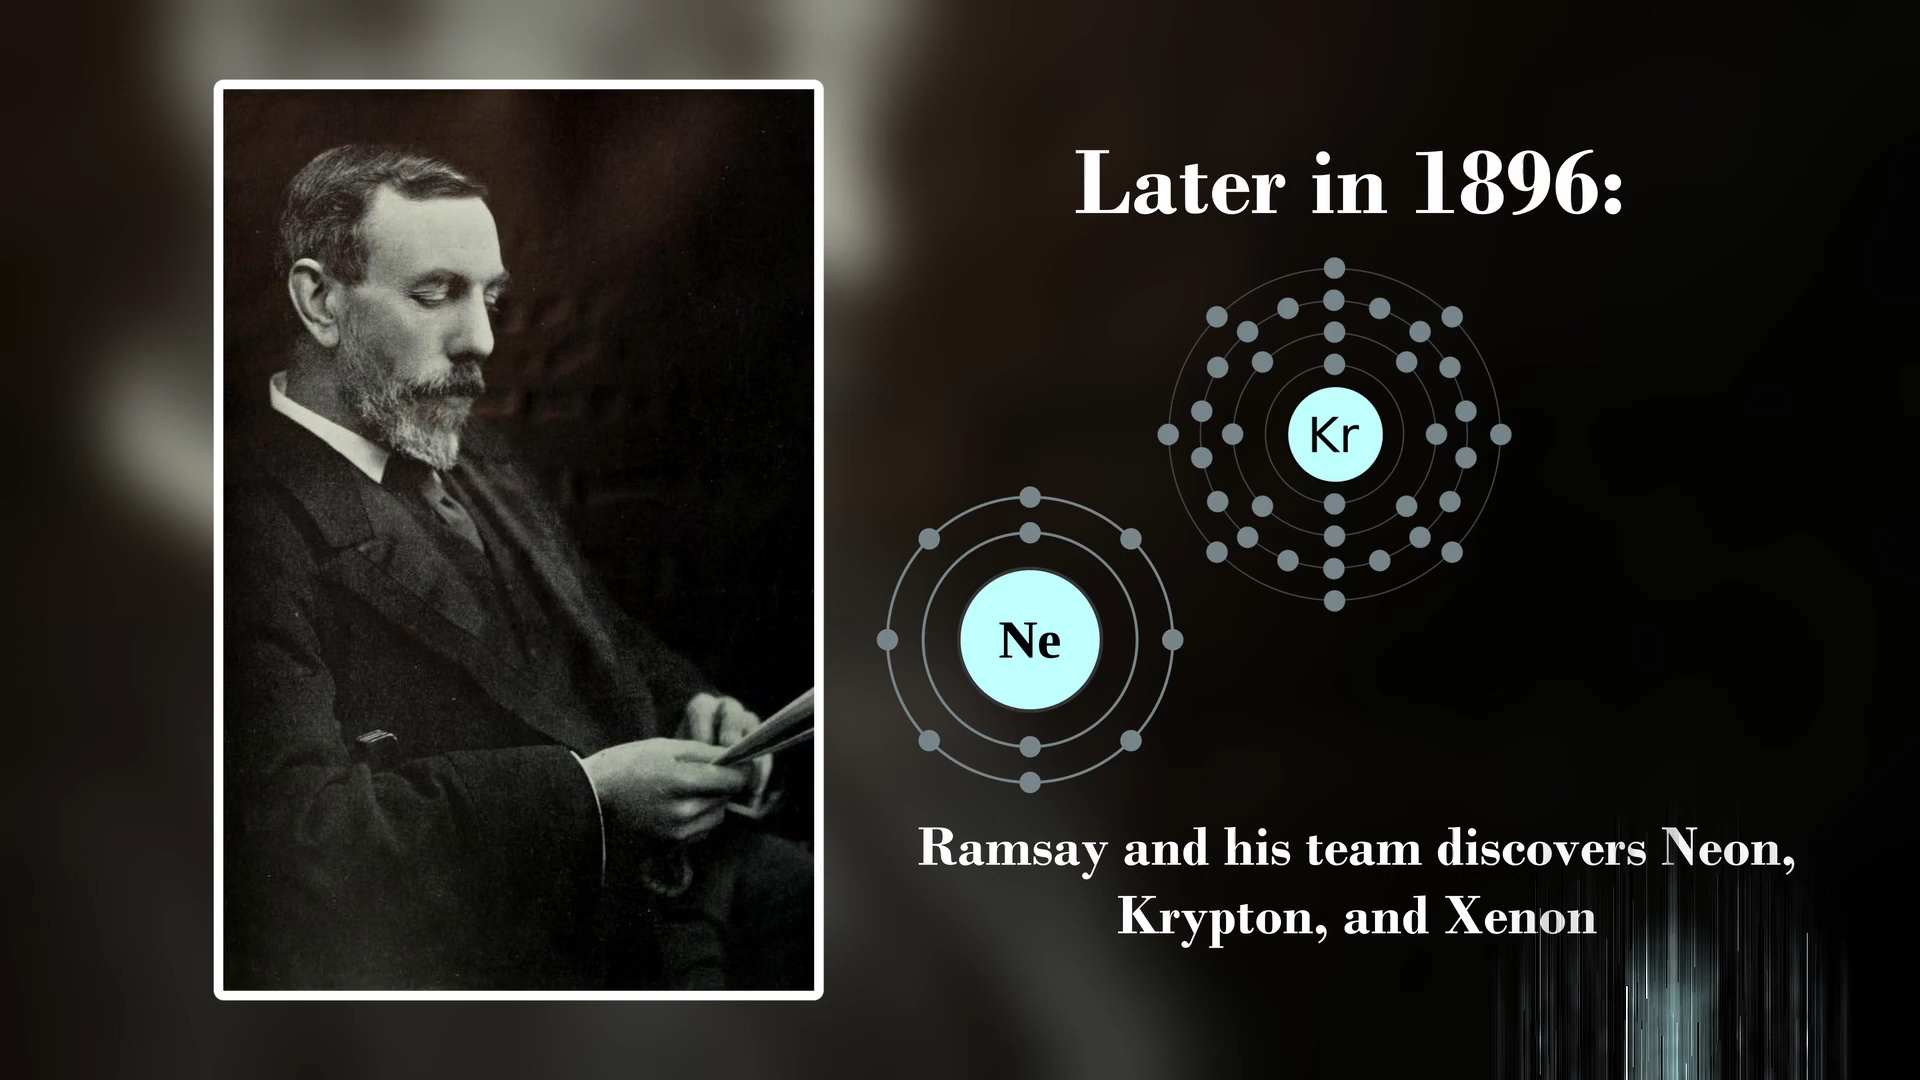 Later in 1896:
Kr
Ne
Ramsay and his team discovers Neon,
Krypton, and Xenon